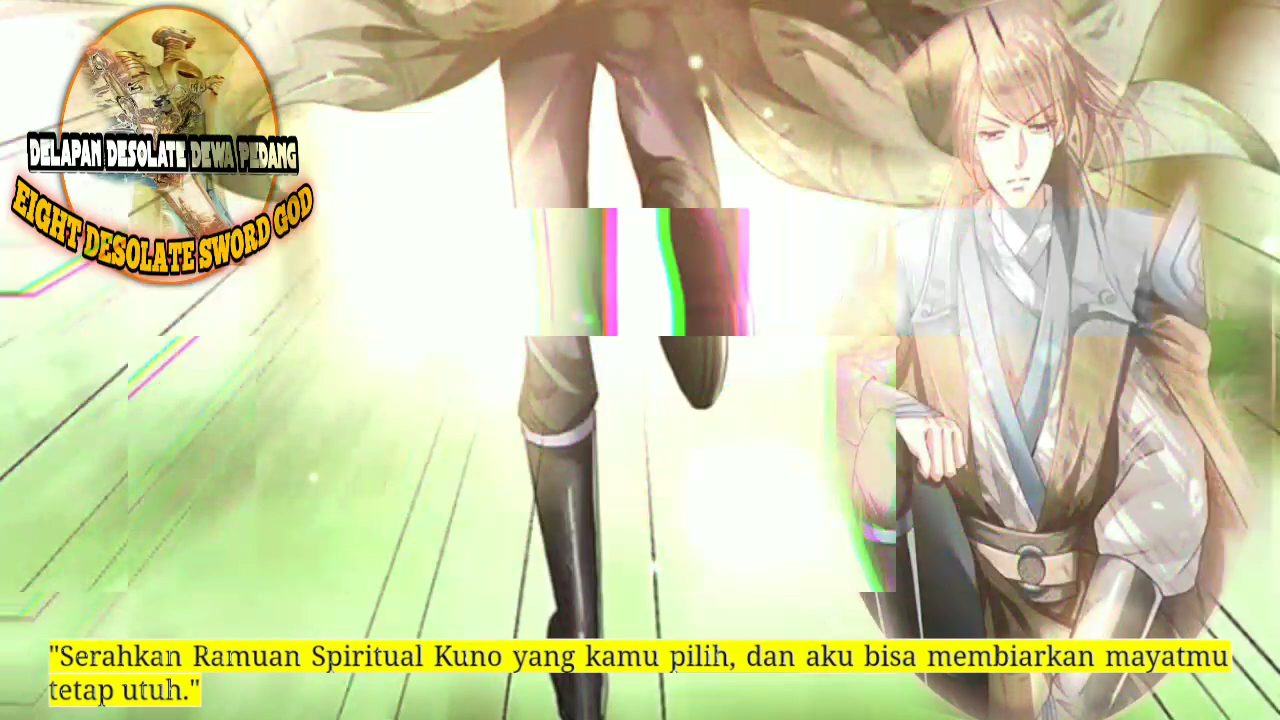 DELAPAN DESOLATE DEWA PEDANG
EIGHT DESOLATE SWORD GOD
"Serahkan Ramuan Spiritual Kuno yang kamu pilih, dan aku bisa membiarkan mayatmu
tetap utuh."